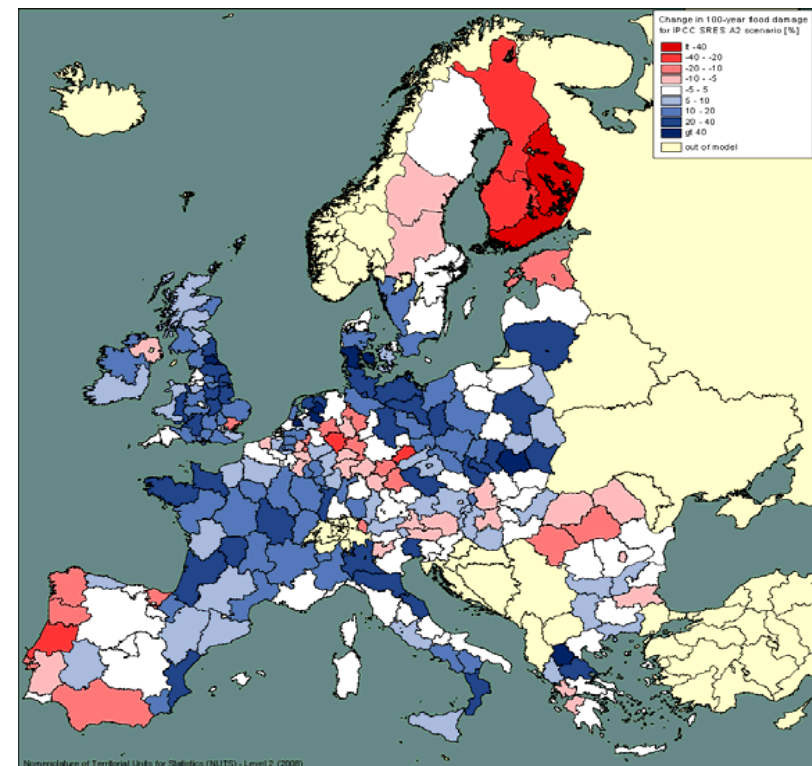 Change in 100-year flood damage
for IPCC SRES A2 scenario [%]
lt -40
-40 - -20
-20 - -10
-10 - -5
-5 - 5
5 - 10
10 - 20
20 - 40
gt 40
out of model
Nomenclature of Territorial Units for Statistics (NUTS) - Level 2 (2008)